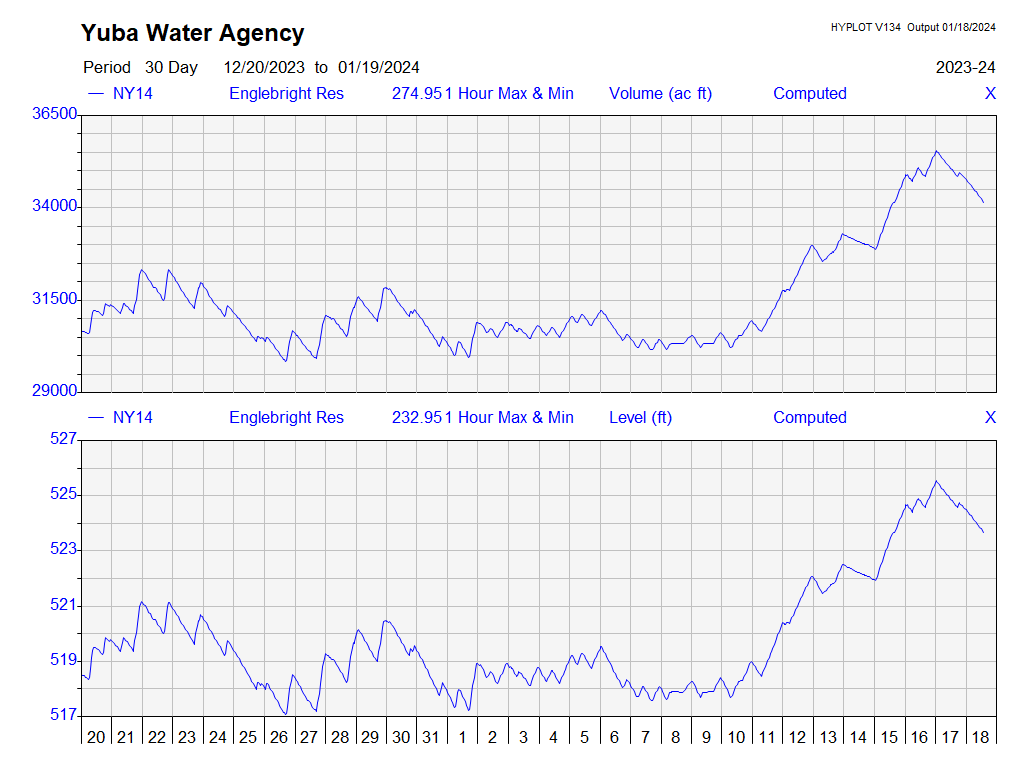 Yuba Water Agency
HYPLOT V134 Output 01/18/2024
Period 30 Day 12/20/2023 to 01/19/2024 2023-24
NY14 Englebright Res 274.951 Hour Max & Min Volume (ac ft) Computed X
36500
34000
31500
29000
NY14 Englebright Res 232.951 Hour Max & Min Level (ft) Computed X
527
525
523
521
519
517
20 21 22 23 24 25 26 27 28 29 30 31 1 2 3 4 5 6 7 8 9 10 11 12 13 14 15 16 17 18